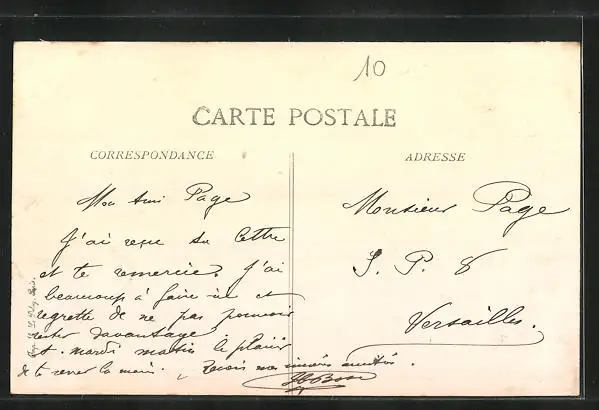 10
CARTE POSTALE
CORRESPONDANCE
ADRESSE
Mon ami Page
J'ai reçu ta lettre
et te remercie. J'ai
beaucoup à faire ici et
regrette de ne pas pouvoir
rester davantage
à mardi matin le plaisir
de te serrer la main.
Monsieur Page
S. P. 8
Versailles.